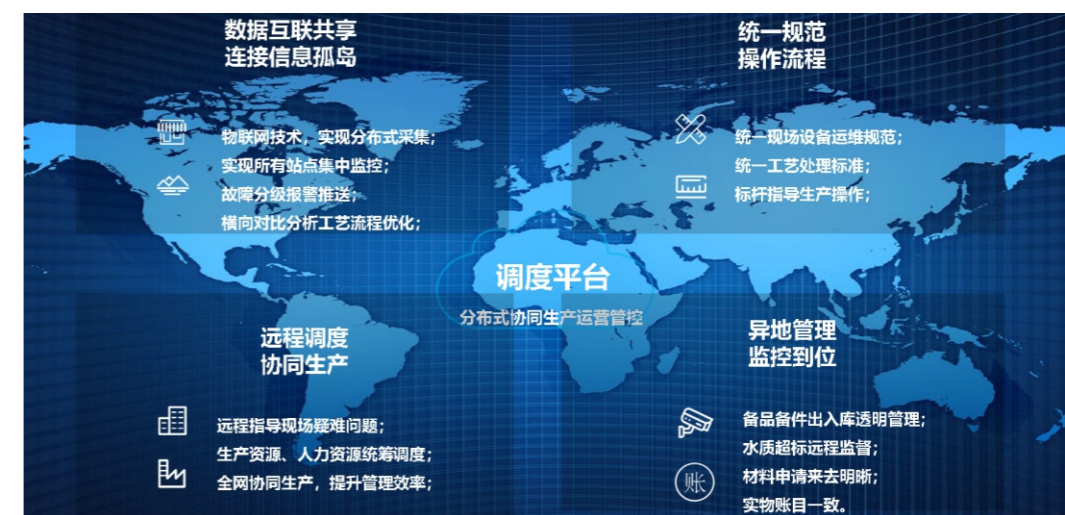 数据互联共享
连接信息孤岛
物联网技术，实现分布式采集；
实现所有站点集中监控；
故障分级报警推送；
横向对比分析工艺流程优化；
统一规范
操作流程
统一现场设备运维规范；
统一工艺处理标准；
标杆指导生产操作；
调度平台
分布式协同生产运营管控
远程调度
协同生产
远程指导现场疑难问题；
生产资源、人力资源统筹调度；
全网协同生产，提升管理效率；
异地管理
监控到位
备品备件出入库透明管理；
水质超标远程监督；
账
材料申请来去明晰；
实物账目一致。